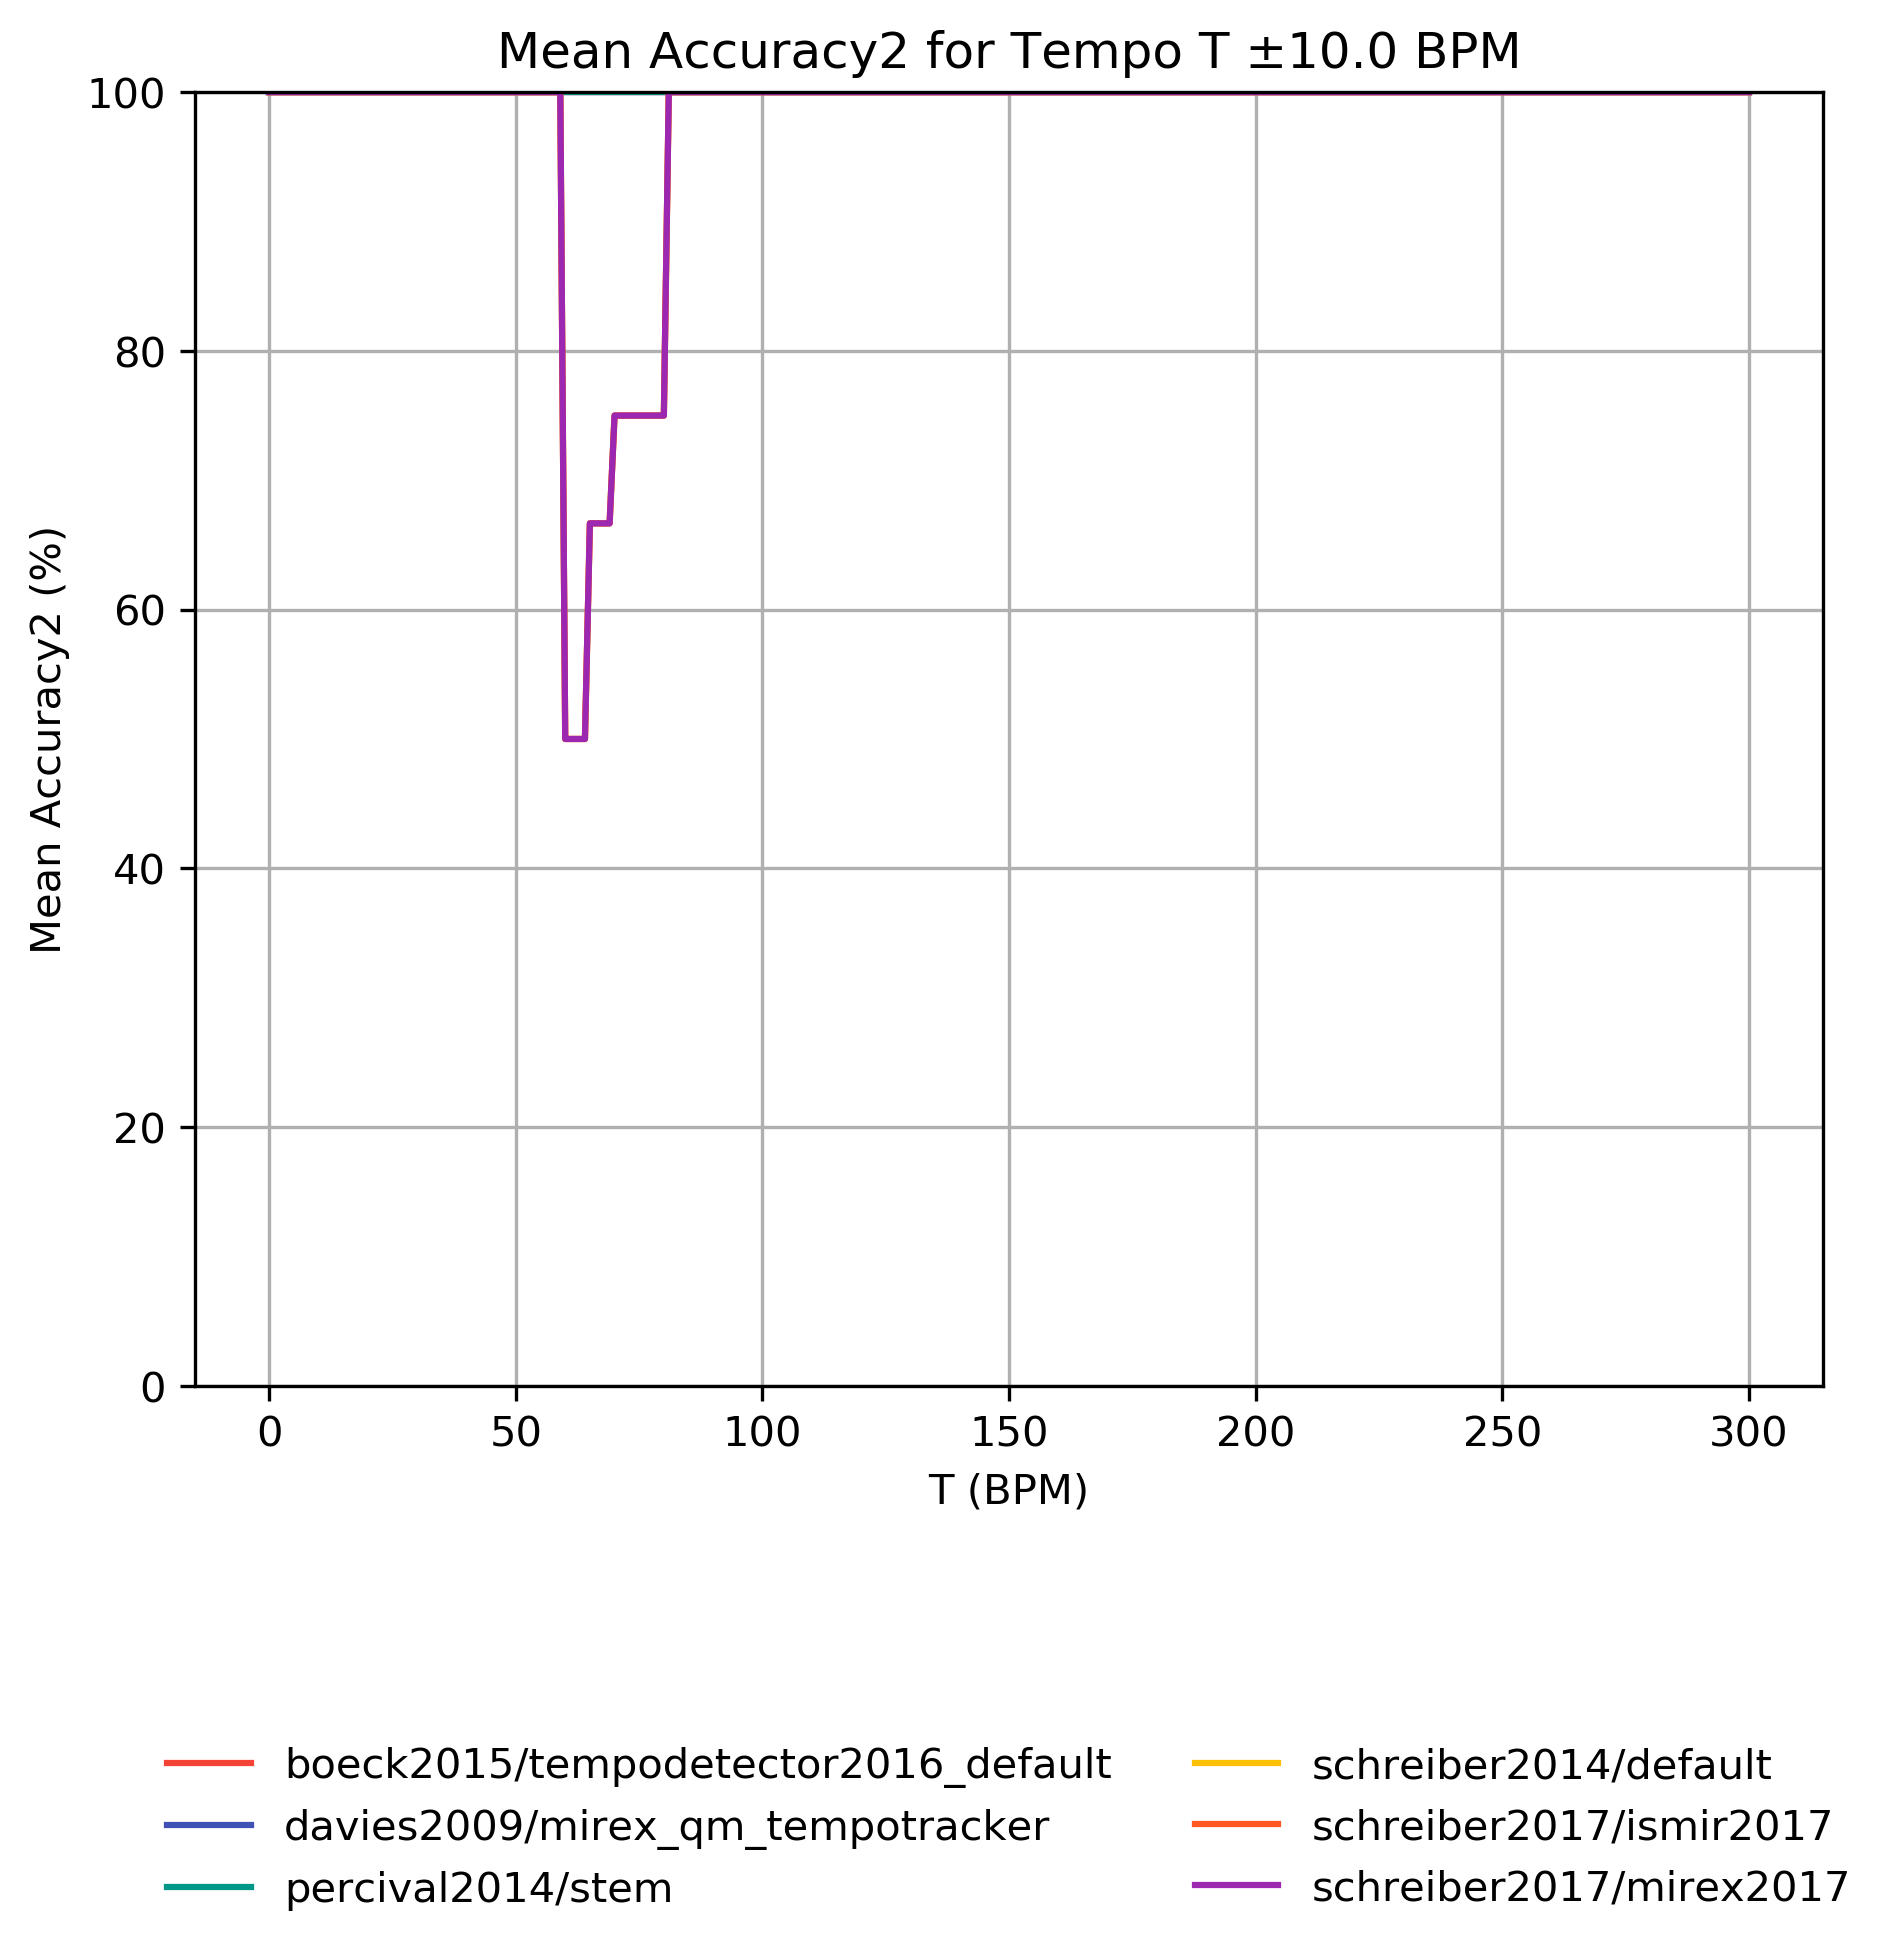 Mean Accuracy2 for Tempo T ±10.0 BPM
Mean Accuracy2 (%)
100
80
60
40
20
0
0 50 100 150 200 250 300
T (BPM)
boeck2015/tempodetector2016_default
davies2009/mirex_qm_tempotracker
percival2014/stem
schreiber2014/default
schreiber2017/ismir2017
schreiber2017/mirex2017